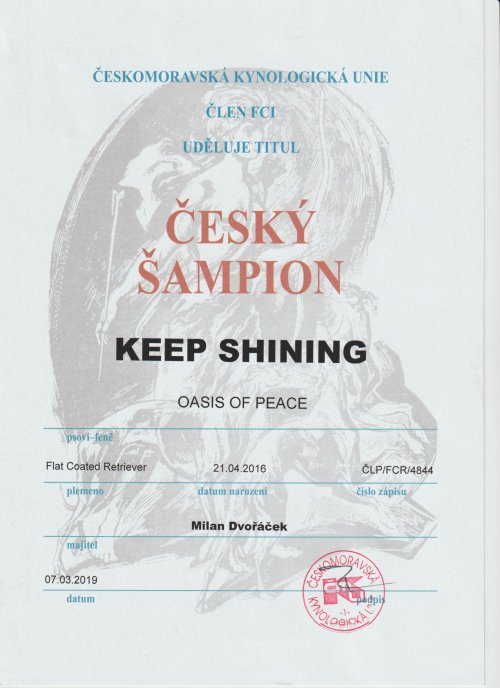 ČESKOMORAVSKÁ KYNOLOGICKÁ UNIE
ČLEN FCI
UDĚLUJE TITUL
ČESKÝ
ŠAMPION
KEEP SHINING
OASIS OF PEACE
psovi–feně
Flat Coated Retriever 21.04.2016 ČLP/FCR/4844
plemeno datum narození číslo zápisu
Milan Dvořáček
majitel
07.03.2019
datum podpis
ČESKOMORAVSKÁ
KYNOLOGICKÁ U
-1-